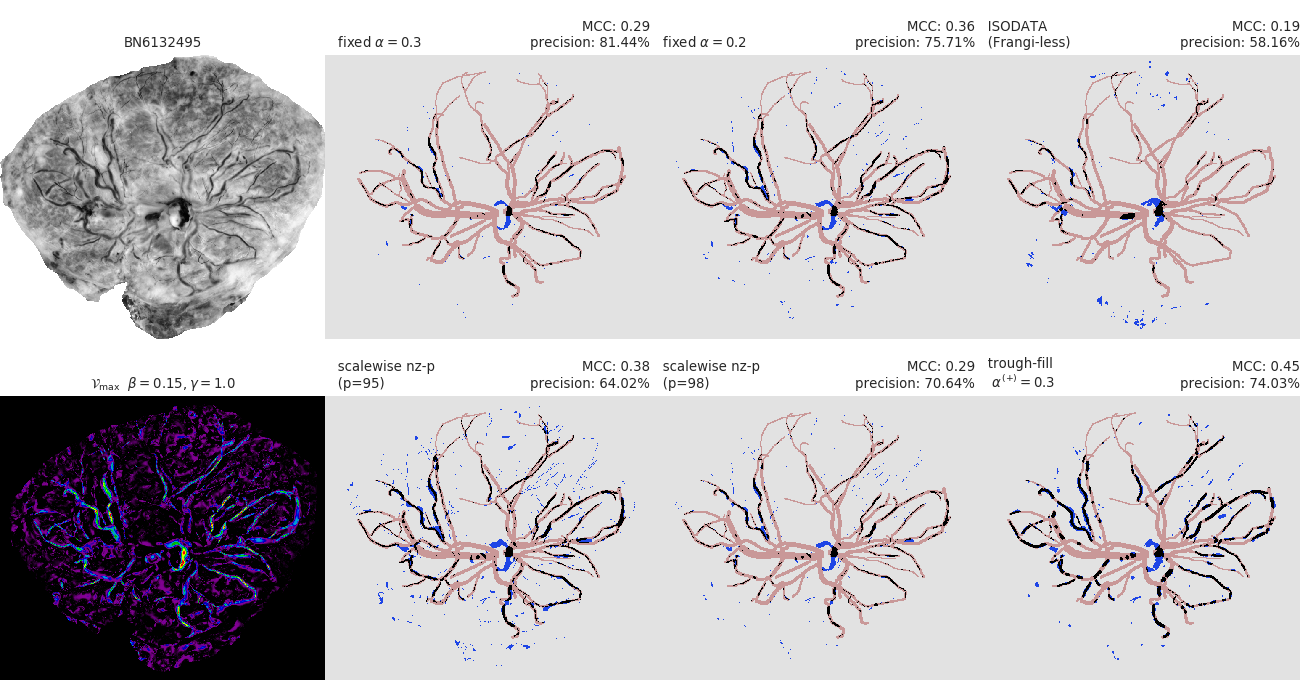 BN6132495
fixed α = 0.3
MCC: 0.29
precision: 81.44%
fixed α = 0.2
MCC: 0.36
precision: 75.71%
ISODATA
(Frangi-less)
MCC: 0.19
precision: 58.16%
𝒱max β = 0.15, γ = 1.0
scalewise nz-p
(p=95)
MCC: 0.38
precision: 64.02%
scalewise nz-p
(p=98)
MCC: 0.29
precision: 70.64%
trough-fill
α(+) = 0.3
MCC: 0.45
precision: 74.03%